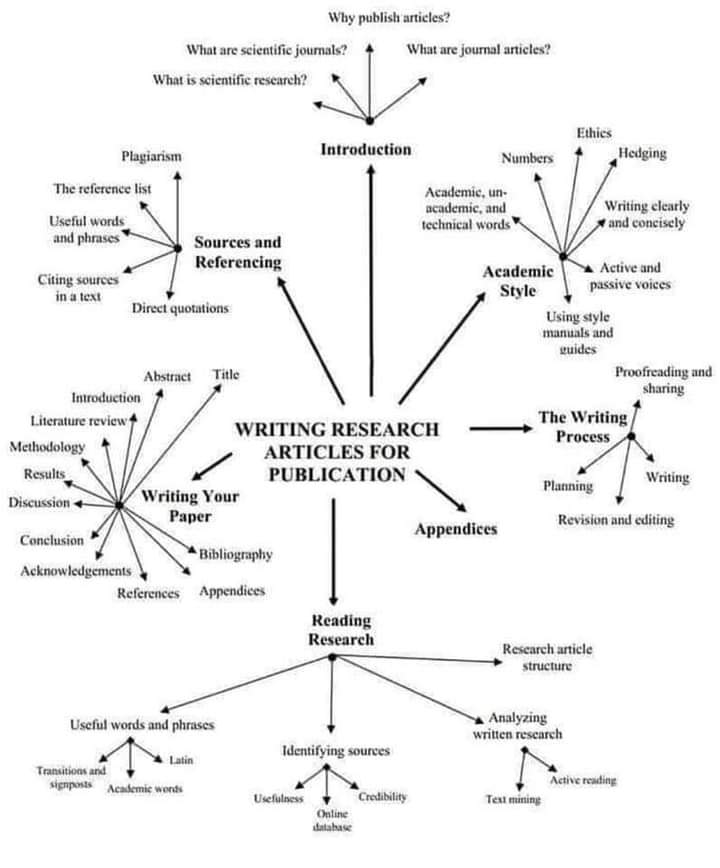 Why publish articles?
What are scientific journals?
What are journal articles?
What is scientific research?
Introduction
Plagiarism
The reference list
Useful words
and phrases
Citing sources
in a text
Direct quotations
Sources and
Referencing
Ethics
Numbers
Hedging
Academic, un-
academic, and
technical words
Writing clearly
and concisely
Active and
passive voices
Using style
manuals and
guides
Academic
Style
Proofreading and
sharing
The Writing
Process
Planning
Writing
Revision and editing
WRITING RESEARCH
ARTICLES FOR
PUBLICATION
Abstract
Title
Introduction
Literature review
Methodology
Results
Discussion
Conclusion
Acknowledgements
References
Appendices
Bibliography
Writing Your
Paper
Appendices
Reading
Research
Research article
structure
Useful words and phrases
Transitions and
signposts
Academic words
Latin
Identifying sources
Usefulness
Online
database
Credibility
Analyzing
written research
Text mining
Active reading